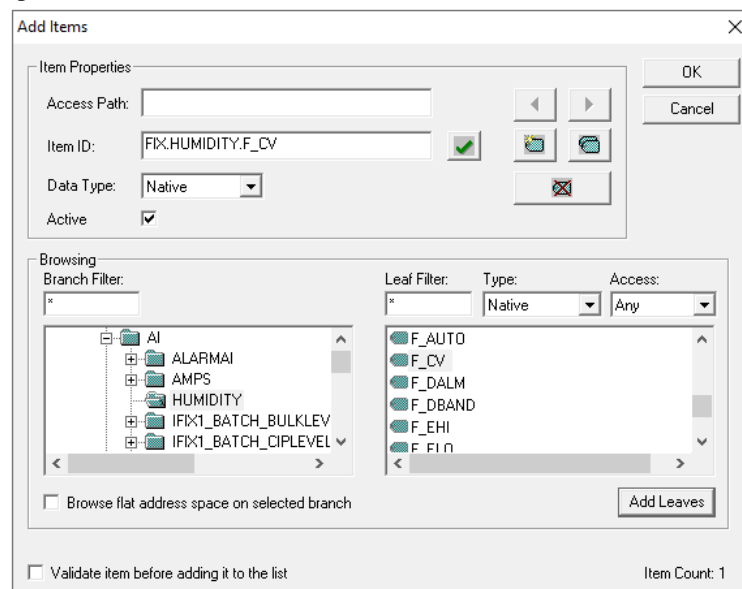 Add Items
Item Properties
OK
Access Path:
Cancel
Item ID: FIX.HUMIDITY.F_CV
Data Type: Native
Active
Browsing
Branch Filter: Leaf Filter: Type: Access:
* * Native Any
AI F_AUTO
ALARMAI F_CV
AMPS F_DALM
HUMIDITY F_DBAND
IFIX1_BATCH_BULKLEV F_EHI
IFIX1_BATCH_CIPLEVEL F_ELO
Browse flat address space on selected branch Add Leaves
Validate item before adding it to the list Item Count: 1